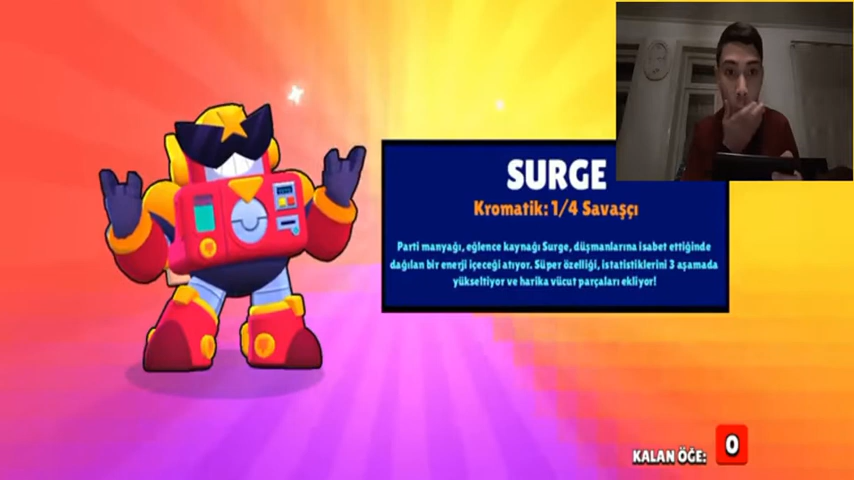 SURGE
Kromatik: 1/4 Savaşçı
Parti manyağı, eğlence kaynağı Surge, düşmanlarına isabet ettiğinde
dağılan bir enerji içeceği atıyor. Süper özelliği, istatistiklerini 3 aşamada
yükseltiyor ve harika vücut parçaları ekliyor!
KALAN ÖĞE: 0